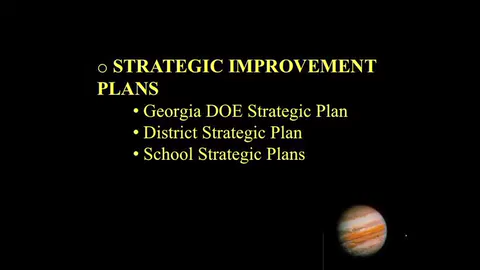 o STRATEGIC IMPROVEMENT
PLANS
• Georgia DOE Strategic Plan
• District Strategic Plan
• School Strategic Plans